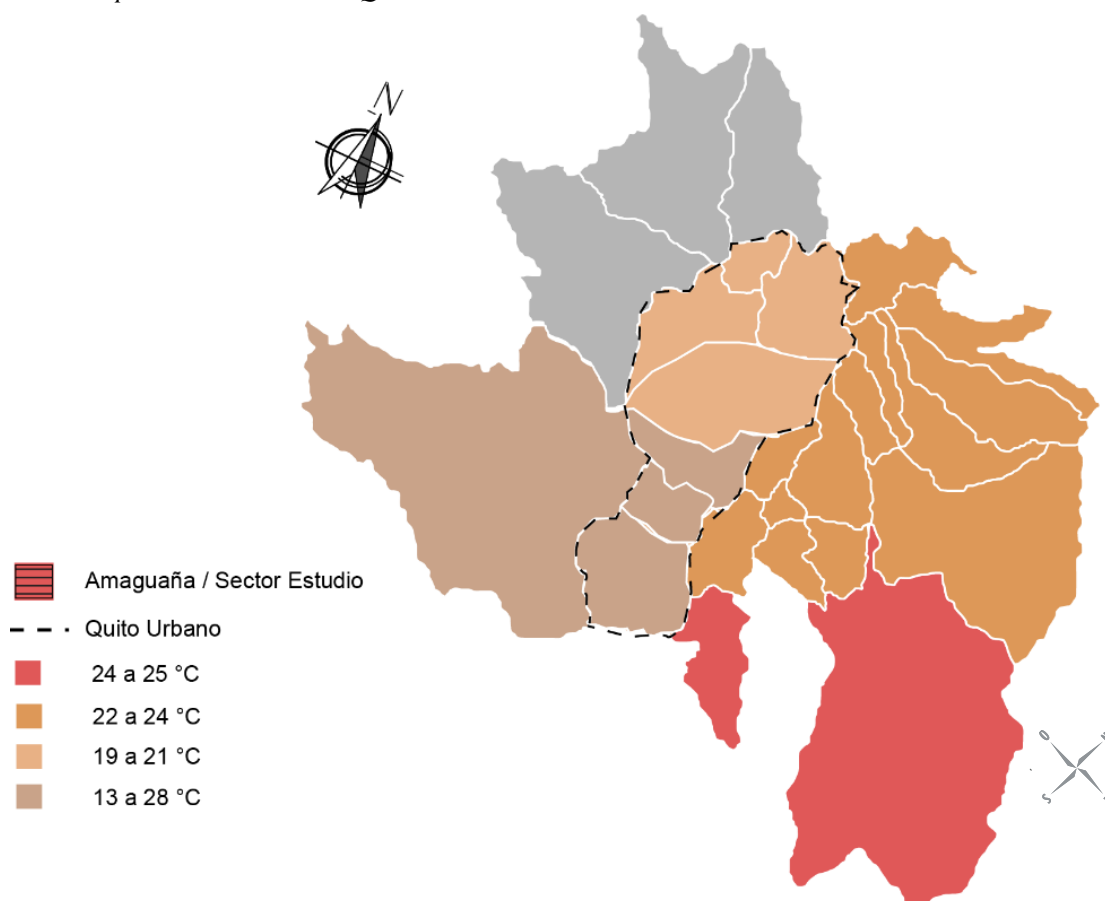 N
Amaguaña / Sector Estudio
Quito Urbano
24 a 25 °C
22 a 24 °C
19 a 21 °C
13 a 28 °C
O
S